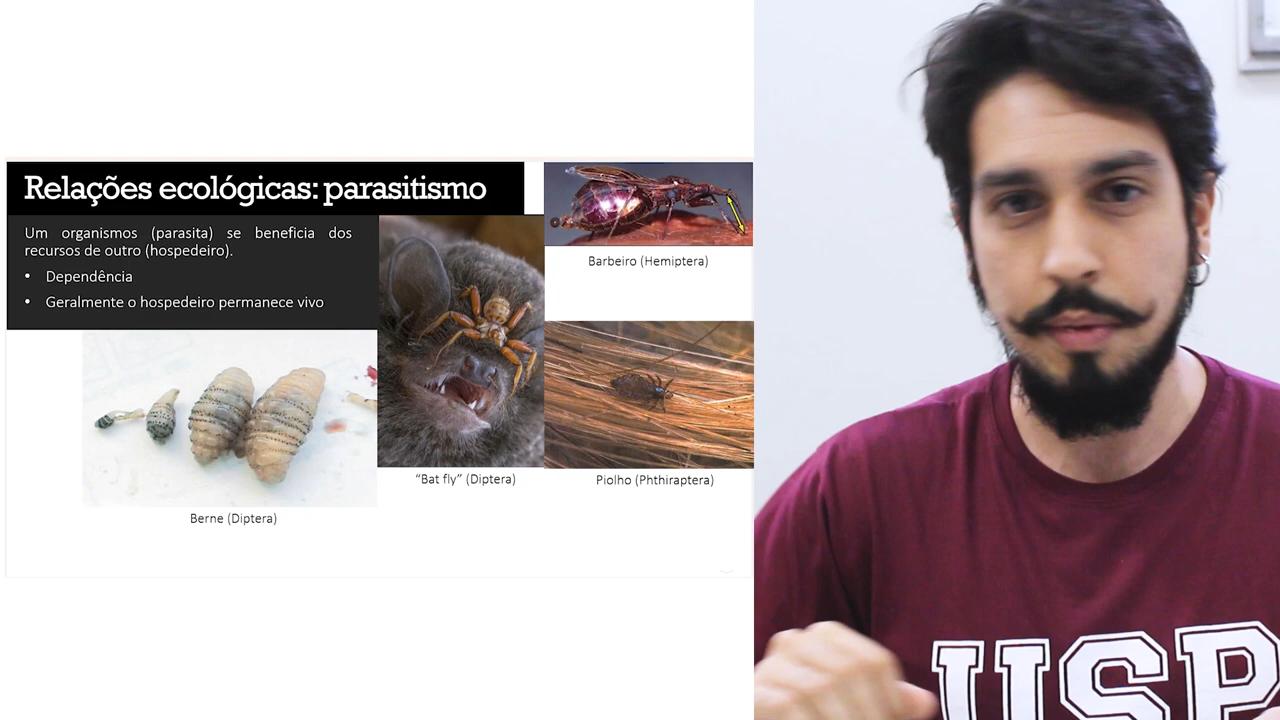 Relações ecológicas: parasitismo
Um organismos (parasita) se beneficia dos
recursos de outro (hospedeiro).
• Dependência
• Geralmente o hospedeiro permanece vivo
Barbeiro (Hemiptera)
“Bat fly” (Diptera)
Piolho (Phthiraptera)
Berne (Diptera)
USP